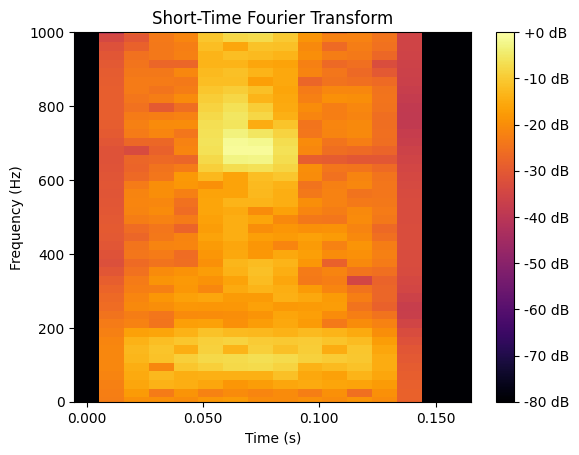 Short-Time Fourier Transform
Frequency (Hz)
1000
800
600
400
200
0
0.000 0.050 0.100 0.150
Time (s)
+0 dB
-10 dB
-20 dB
-30 dB
-40 dB
-50 dB
-60 dB
-70 dB
-80 dB